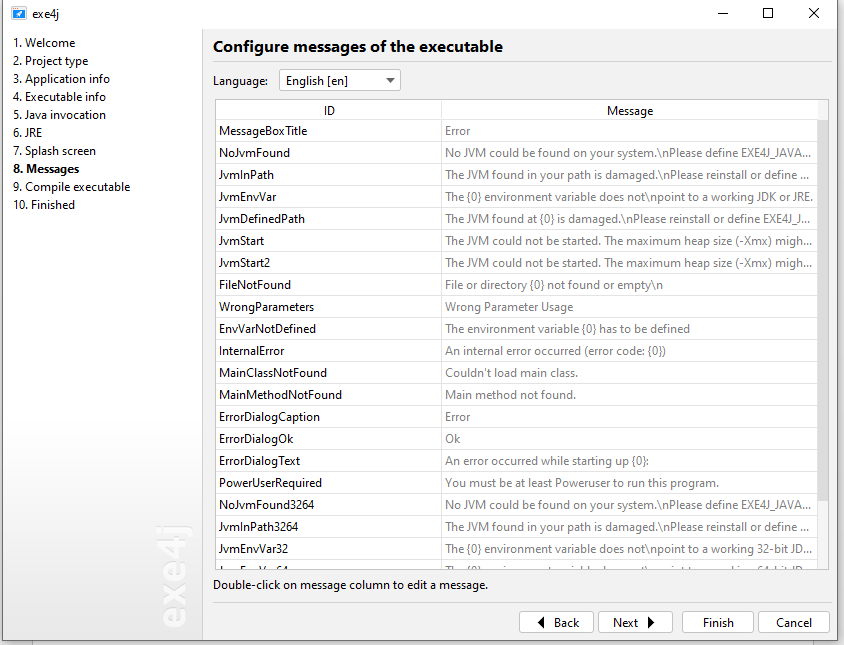 exe4j
1. Welcome
2. Project type
3. Application info
4. Executable info
5. Java invocation
6. JRE
7. Splash screen
8. Messages
9. Compile executable
10. Finished
exe4j
Configure messages of the executable
Language: English [en]
ID Message
MessageBoxTitle Error
NoJvmFound No JVM could be found on your system.\nPlease define EXE4J_JAVA...
JvmInPath The JVM found in your path is damaged.\nPlease reinstall or define ...
JvmEnvVar The {0} environment variable does not\npoint to a working JDK or JRE.
JvmDefinedPath The JVM found at {0} is damaged.\nPlease reinstall or define EXE4J_J...
JvmStart The JVM could not be started. The maximum heap size (-Xmx) migh...
JvmStart2 The JVM could not be started. The maximum heap size (-Xmx) migh...
FileNotFound File or directory {0} not found or empty\n
WrongParameters Wrong Parameter Usage
EnvVarNotDefined The environment variable {0} has to be defined
InternalError An internal error occurred (error code: {0})
MainClassNotFound Couldn't load main class.
MainMethodNotFound Main method not found.
ErrorDialogCaption Error
ErrorDialogOk Ok
ErrorDialogText An error occurred while starting up {0}:
PowerUserRequired You must be at least Poweruser to run this program.
NoJvmFound3264 No JVM could be found on your system.\nPlease define EXE4J_JAVA...
JvmInPath3264 The JVM found in your path is damaged.\nPlease reinstall or define ...
JvmEnvVar32 The {0} environment variable does not\npoint to a working 32-bit JD...
Double-click on message column to edit a message.
Back Next Finish Cancel